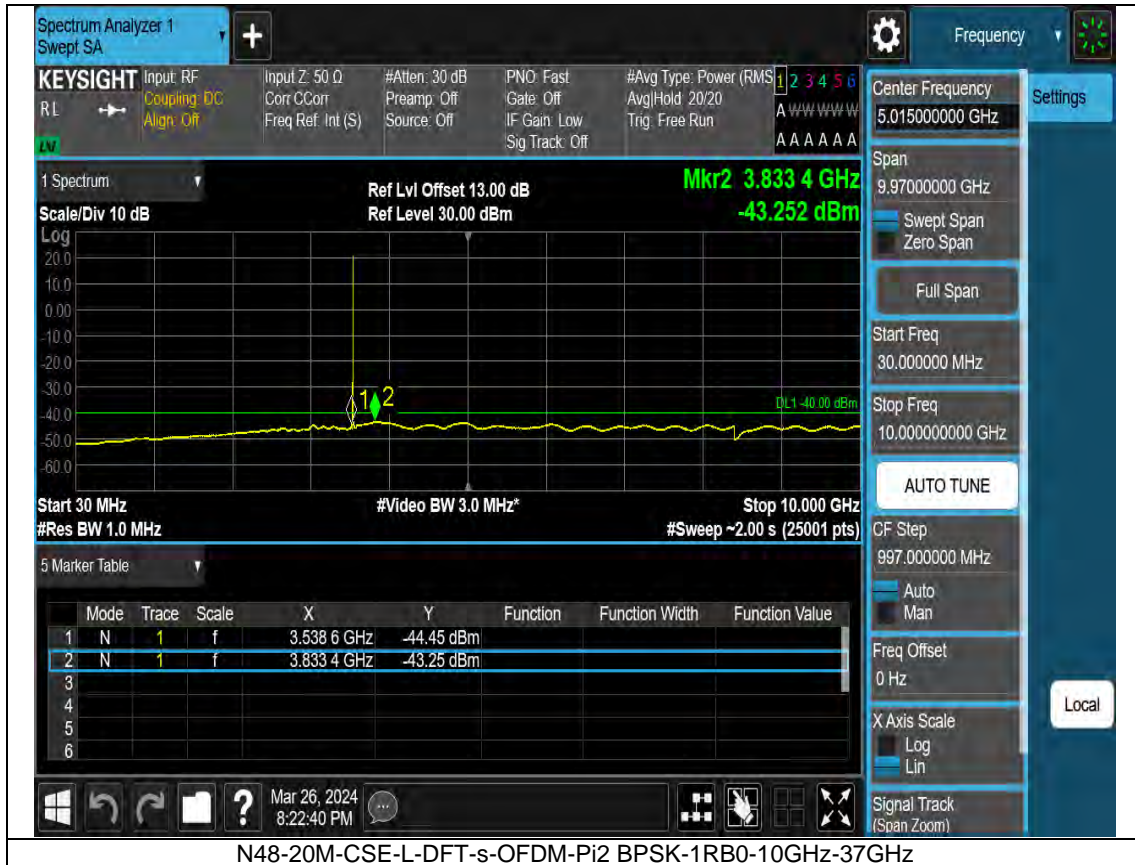 Spectrum Analyzer 1
Swept SA
+
Frequency
KEYSIGHT
RL
LXI
Input: RF
Coupling: DC
Align: Off
Input Z: 50 Ω
Corr CCorr
Freq Ref: Int (S)
#Atten: 30 dB
Preamp: Off
Source: Off
PNO: Fast
Gate: Off
IF Gain: Low
Sig Track: Off
#Avg Type: Power (RMS
Avg|Hold: 20/20
Trig: Free Run
1 2 3 4 5 6
A W W W W W
A A A A A A
Center Frequency
5.015000000 GHz
Settings
1 Spectrum
Ref Lvl Offset 13.00 dB
Mkr2 3.833 4 GHz
Scale/Div 10 dB
Ref Level 30.00 dBm
-43.252 dBm
Span
9.97000000 GHz
Swept Span
Zero Span
Full Span
Log
20.0
10.0
0.00
-10.0
-20.0
-30.0
-40.0
-50.0
-60.0
1
2
DL1 -40.00 dBm
Start Freq
30.000000 MHz
Stop Freq
10.000000000 GHz
AUTO TUNE
Start 30 MHz
#Video BW 3.0 MHz*
Stop 10.000 GHz
#Res BW 1.0 MHz
#Sweep ~2.00 s (25001 pts)
CF Step
997.000000 MHz
Auto
Man
5 Marker Table
Mode Trace Scale X Y Function Function Width Function Value
1 N 1 f 3.538 6 GHz -44.45 dBm
2 N 1 f 3.833 4 GHz -43.25 dBm
3
4
5
6
Freq Offset
0 Hz
Local
X Axis Scale
Log
Lin
Signal Track
(Span Zoom)
?
Mar 26, 2024
8:22:40 PM
N48-20M-CSE-L-DFT-s-OFDM-Pi2 BPSK-1RB0-10GHz-37GHz